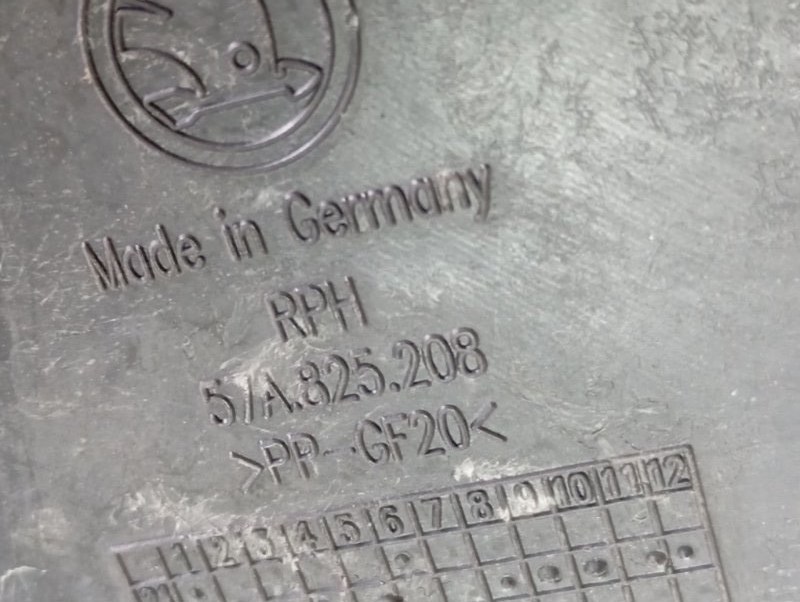 Made in Germany
RPH
57A.825.208
>PP-GF20<
1 2 3 4 5 6 7 8 9 10 11 12